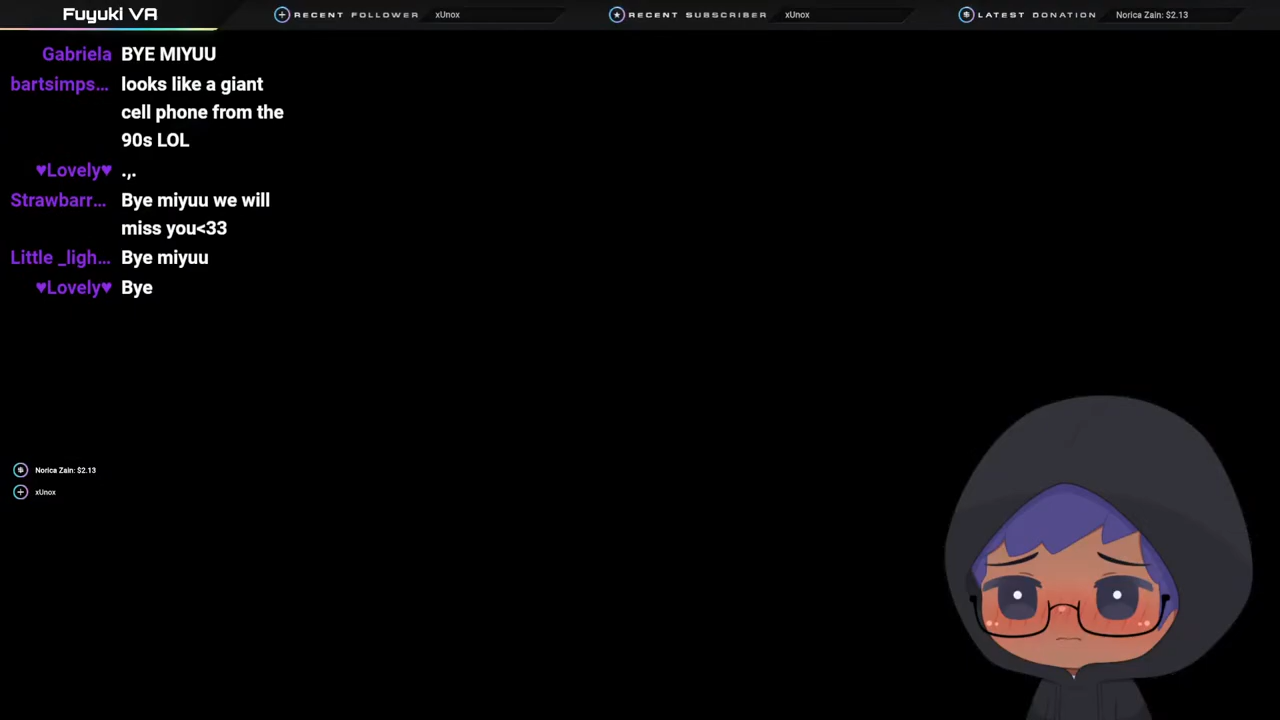 Fuyuki VA
RECENT FOLLOWER xUnox
RECENT SUBSCRIBER xUnox
LATEST DONATION Norica Zain: $2.13
Gabriela BYE MIYUU
bartsimps... looks like a giant
cell phone from the
90s LOL
♥Lovely♥ .,.
Strawbarr... Bye miyuu we will
miss you<33
Little _ligh... Bye miyuu
♥Lovely♥ Bye
Norica Zain: $2.13
xUnox